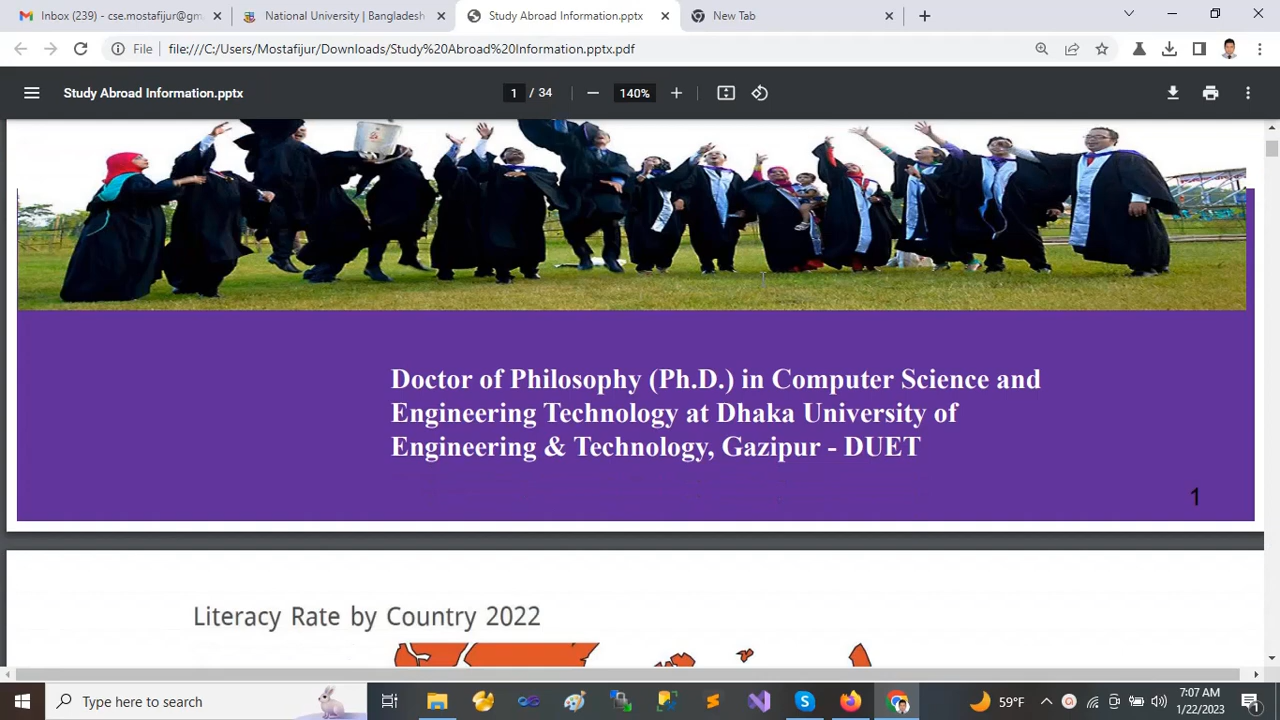 Inbox (239) - cse.mostafijur@gm
National University | Bangladesh
Study Abroad Information.pptx
New Tab
File
file:///C:/Users/Mostafijur/Downloads/Study%20Abroad%20Information.pptx.pdf
Study Abroad Information.pptx
1 / 34
140%
Doctor of Philosophy (Ph.D.) in Computer Science and
Engineering Technology at Dhaka University of
Engineering & Technology, Gazipur - DUET
1
Literacy Rate by Country 2022
Type here to search
59°F
7:07 AM
1/22/2023
1